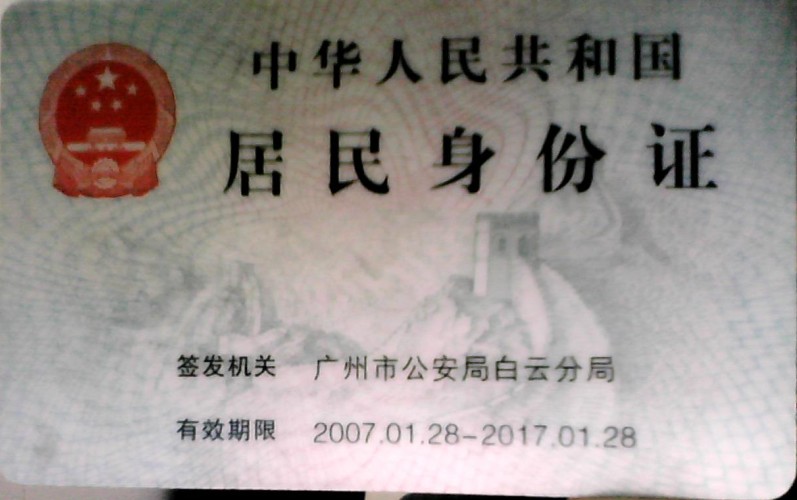 中华人民共和国
居民身份证
签发机关 广州市公安局白云分局
有效期限 2007.01.28-2017.01.28